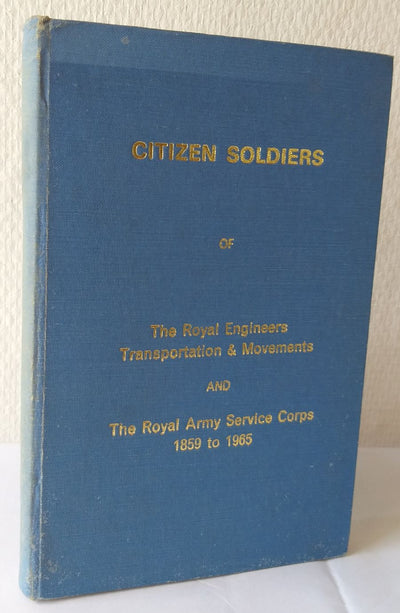 CITIZEN SOLDIERS
OF
The Royal Engineers
Transportation & Movements
AND
The Royal Army Service Corps
1859 to 1965